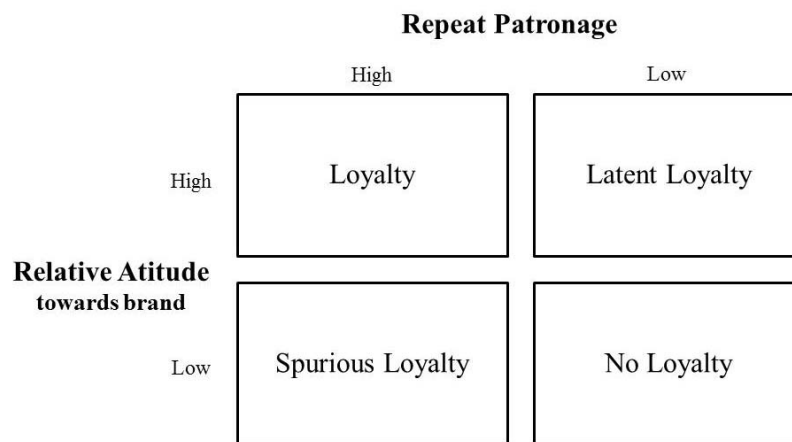 Repeat Patronage
High
Low
High
Loyalty
Latent Loyalty
Relative Atitude
towards brand
Low
Spurious Loyalty
No Loyalty